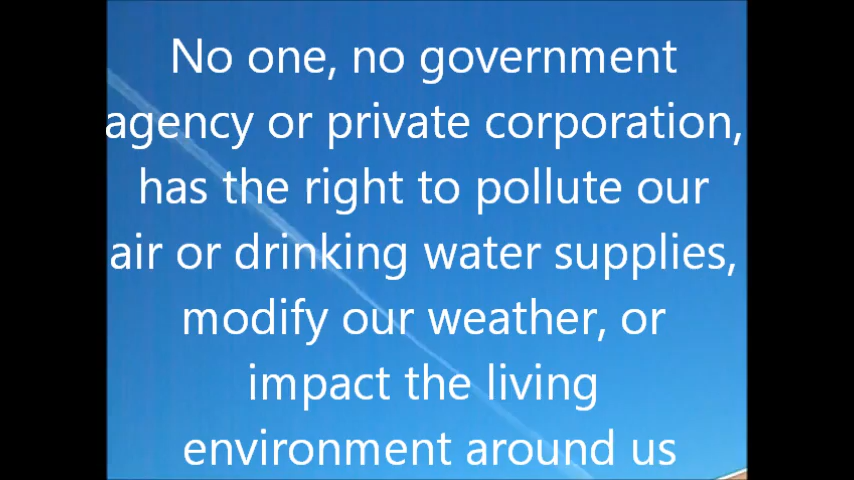 No one, no government
agency or private corporation,
has the right to pollute our
air or drinking water supplies,
modify our weather, or
impact the living
environment around us